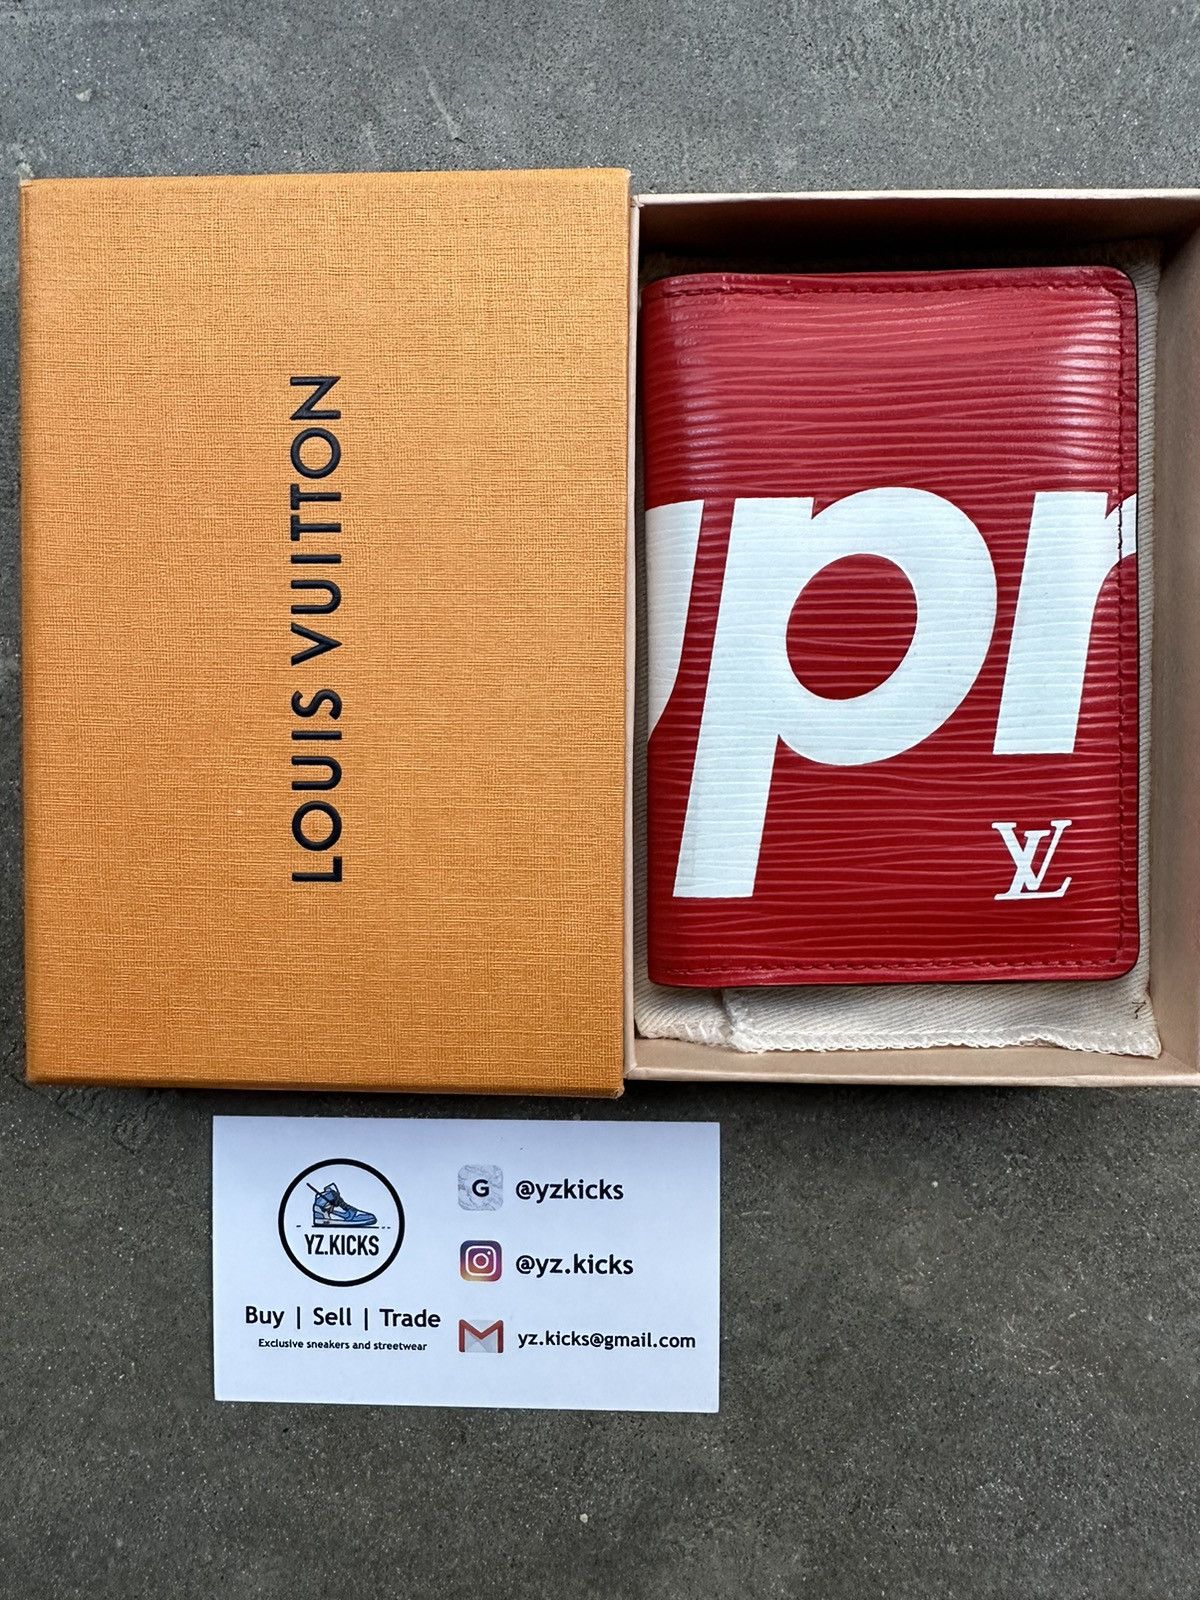 LOUIS VUITTON
upr
LV
YZ.KICKS
Buy | Sell | Trade
Exclusive sneakers and streetwear
G @yzkicks
@yz.kicks
yz.kicks@gmail.com